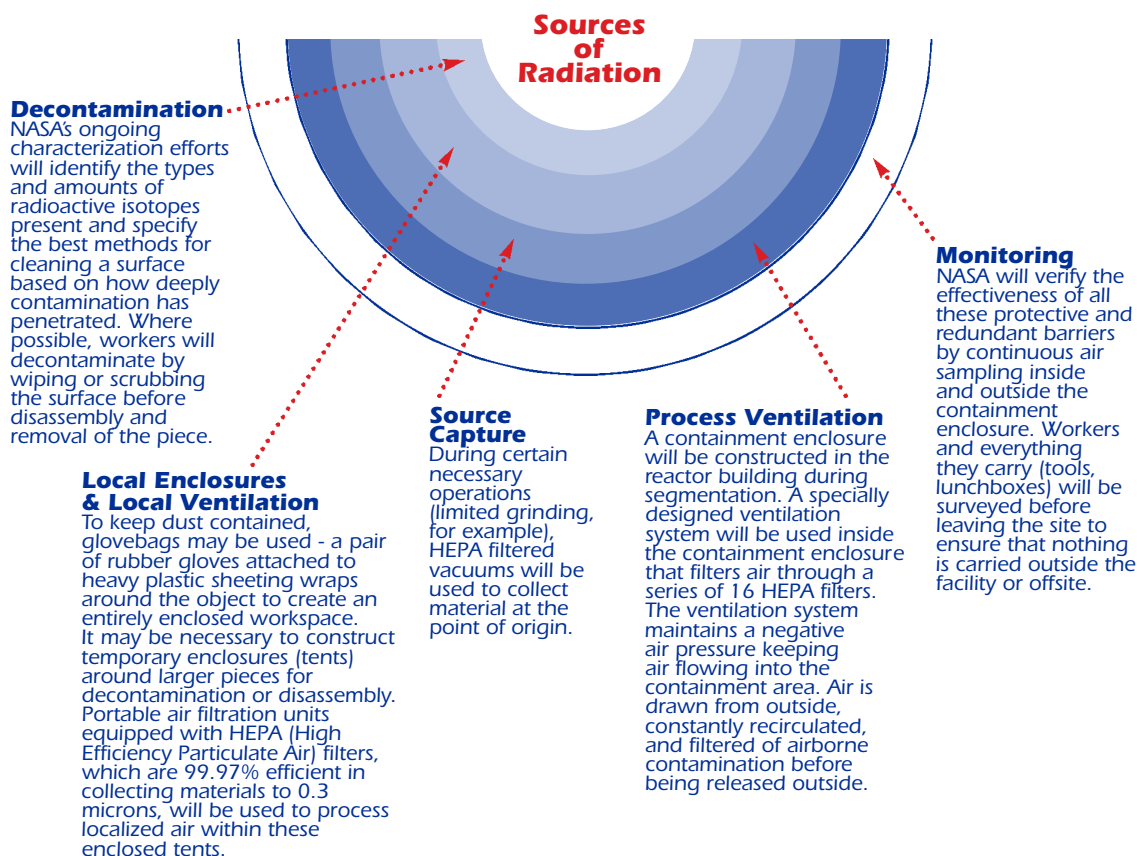 Sources
of
Radiation
Decontamination
NASA's ongoing
characterization efforts
will identify the types
and amounts of
radioactive isotopes
present and specify
the best methods for
cleaning a surface
based on how deeply
contamination has
penetrated. Where
possible, workers will
decontaminate by
wiping or scrubbing
the surface before
disassembly and
removal of the piece.
Local Enclosures
& Local Ventilation
To keep dust contained,
glovebags may be used - a pair
of rubber gloves attached to
heavy plastic sheeting wraps
around the object to create an
entirely enclosed workspace.
It may be necessary to construct
temporary enclosures (tents)
around larger pieces for
decontamination or disassembly.
Portable air filtration units
equipped with HEPA (High
Efficiency Particulate Air) filters,
which are 99.97% efficient in
collecting materials to 0.3
microns, will be used to process
localized air within these
enclosed tents.
Source
Capture
During certain
necessary
operations
(limited grinding,
for example),
HEPA filtered
vacuums will be
used to collect
material at the
point of origin.
Process Ventilation
A containment enclosure
will be constructed in the
reactor building during
segmentation. A specially
designed ventilation
system will be used inside
the containment enclosure
that filters air through a
series of 16 HEPA filters.
The ventilation system
maintains a negative
air pressure keeping
air flowing into the
containment area. Air is
drawn from outside,
constantly recirculated,
and filtered of airborne
contamination before
being released outside.
Monitoring
NASA will verify the
effectiveness of all
these protective and
redundant barriers
by continuous air
sampling inside
and outside the
containment
enclosure. Workers
and everything
they carry (tools,
lunchboxes) will be
surveyed before
leaving the site to
ensure that nothing
is carried outside the
facility or offsite.